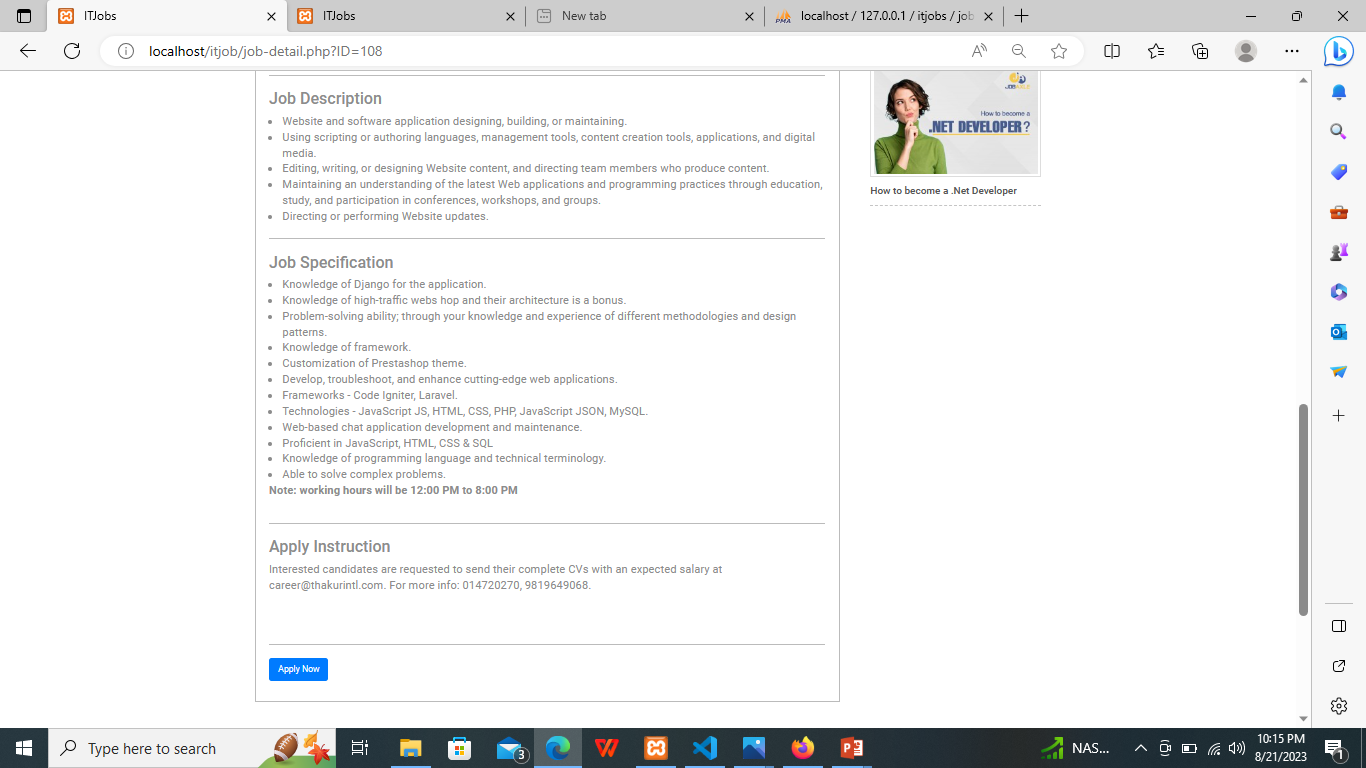 ITJobs
ITJobs
New tab
localhost / 127.0.0.1 / itjobs / job
localhost/itjob/job-detail.php?ID=108
Job Description
Website and software application designing, building, or maintaining.
Using scripting or authoring languages, management tools, content creation tools, applications, and digital
media.
Editing, writing, or designing Website content, and directing team members who produce content.
Maintaining an understanding of the latest Web applications and programming practices through education,
study, and participation in conferences, workshops, and groups.
Directing or performing Website updates.
Job Specification
Knowledge of Django for the application.
Knowledge of high-traffic webs hop and their architecture is a bonus.
Problem-solving ability; through your knowledge and experience of different methodologies and design
patterns.
Knowledge of framework.
Customization of Prestashop theme.
Develop, troubleshoot, and enhance cutting-edge web applications.
Frameworks - Code Igniter, Laravel.
Technologies - JavaScript JS, HTML, CSS, PHP, JavaScript JSON, MySQL.
Web-based chat application development and maintenance.
Proficient in JavaScript, HTML, CSS & SQL
Knowledge of programming language and technical terminology.
Able to solve complex problems.
Note: working hours will be 12:00 PM to 8:00 PM
Apply Instruction
Interested candidates are requested to send their complete CVs with an expected salary at
career@thakurintl.com. For more info: 014720270, 9819649068.
Apply Now
How to become a
.NET DEVELOPER?
How to become a .Net Developer
Type here to search
3
NAS...
10:15 PM
8/21/2023
1